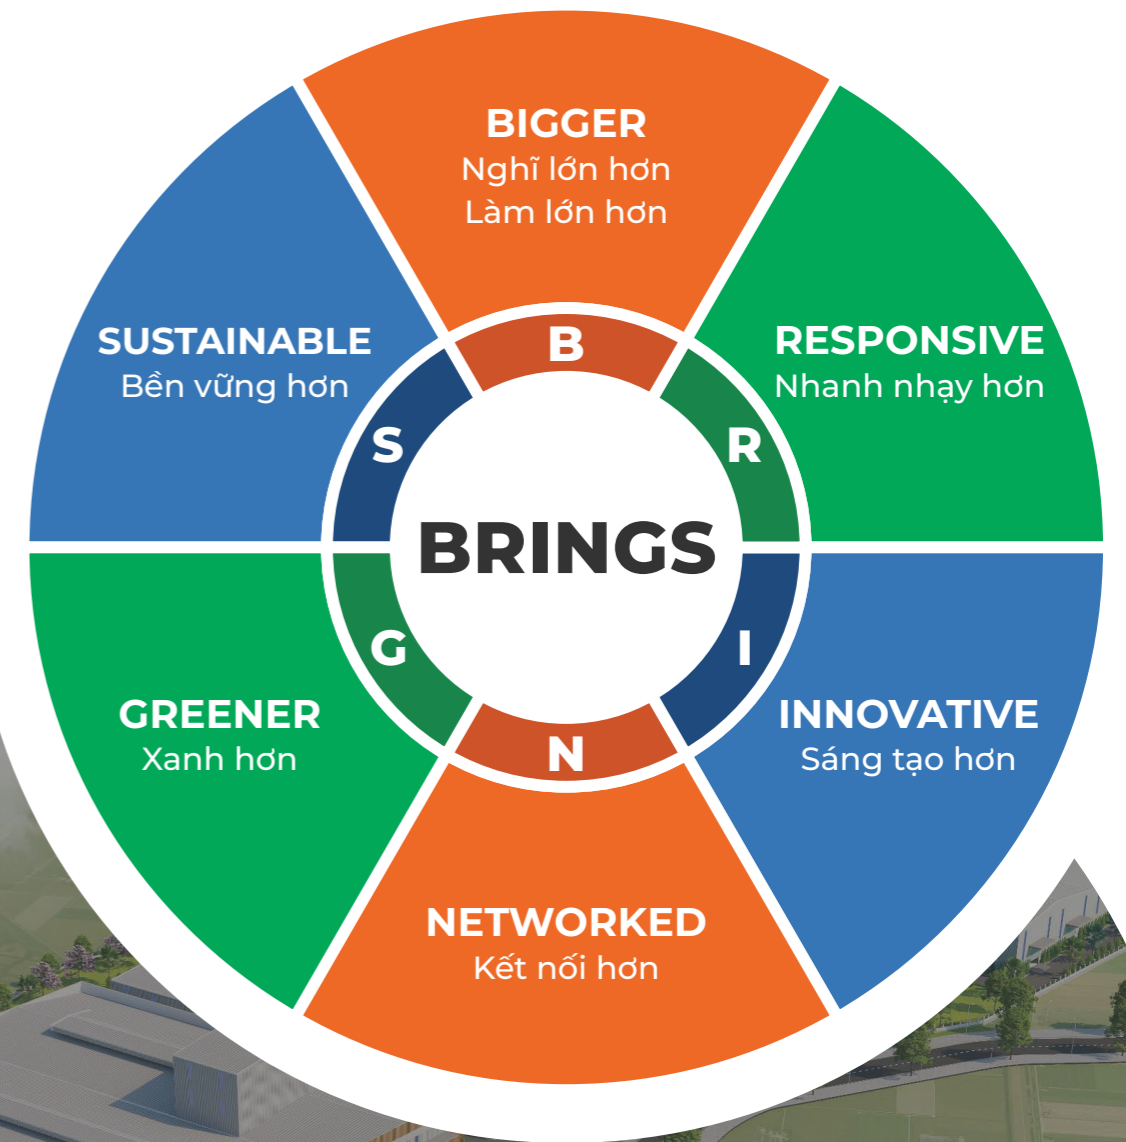 BIGGER
Nghĩ lớn hơn
Làm lớn hơn
RESPONSIVE
Nhanh nhạy hơn
INNOVATIVE
Sáng tạo hơn
NETWORKED
Kết nối hơn
GREENER
Xanh hơn
SUSTAINABLE
Bền vững hơn
B
R
I
N
G
S
BRINGS